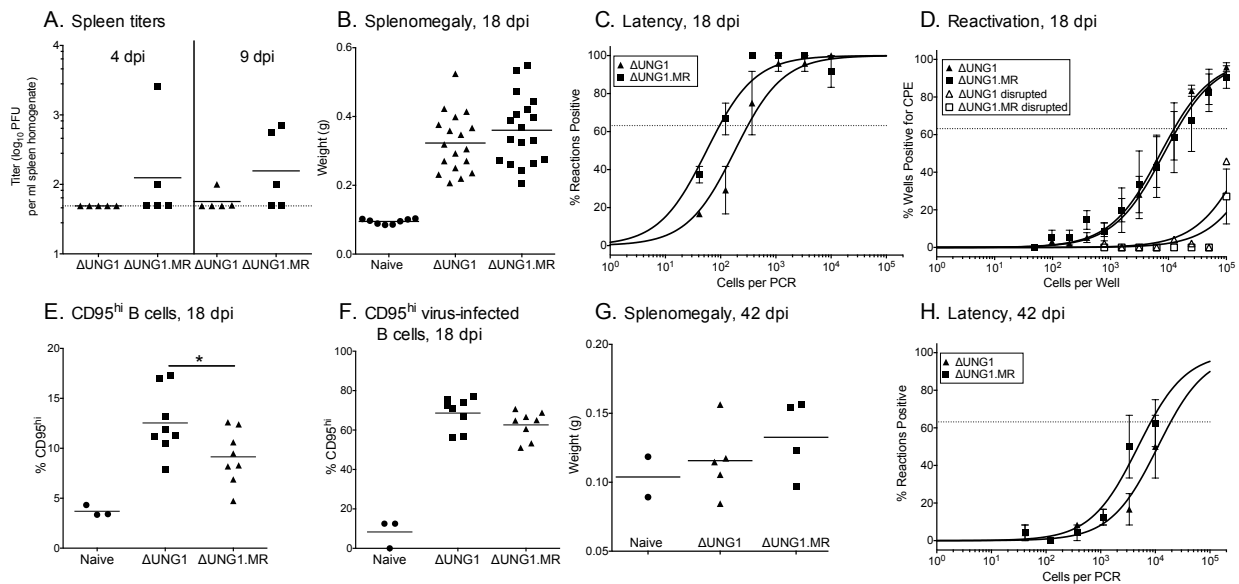 A. Spleen titers
4 dpi
9 dpi
Titer (log10PFU
per ml spleen homogenate)
4
3
2
1
ΔUNG1
ΔUNG1.MR
ΔUNG1
ΔUNG1.MR
B. Splenomegaly, 18 dpi
Weight (g)
0.6
0.4
0.2
0.0
Naive
ΔUNG1
ΔUNG1.MR
C. Latency, 18 dpi
ΔUNG1
ΔUNG1.MR
% Reactions Positive
100
80
60
40
20
0
10^0
10^1
10^2
10^3
10^4
10^5
Cells per PCR
D. Reactivation, 18 dpi
ΔUNG1
ΔUNG1.MR
ΔUNG1 disrupted
ΔUNG1.MR disrupted
% Wells Positive for CPE
100
80
60
40
20
0
10^0
10^1
10^2
10^3
10^4
10^5
Cells per Well
E. CD95^hi B cells, 18 dpi
*
% CD95^hi
20
15
10
5
0
Naive
ΔUNG1
ΔUNG1.MR
F. CD95^hi virus-infected
B cells, 18 dpi
% CD95^hi
100
80
60
40
20
0
Naive
ΔUNG1
ΔUNG1.MR
G. Splenomegaly, 42 dpi
Weight (g)
0.20
0.15
0.10
0.05
Naive
ΔUNG1
ΔUNG1.MR
H. Latency, 42 dpi
ΔUNG1
ΔUNG1.MR
% Reactions Positive
100
80
60
40
20
0
10^0
10^1
10^2
10^3
10^4
10^5
Cells per PCR